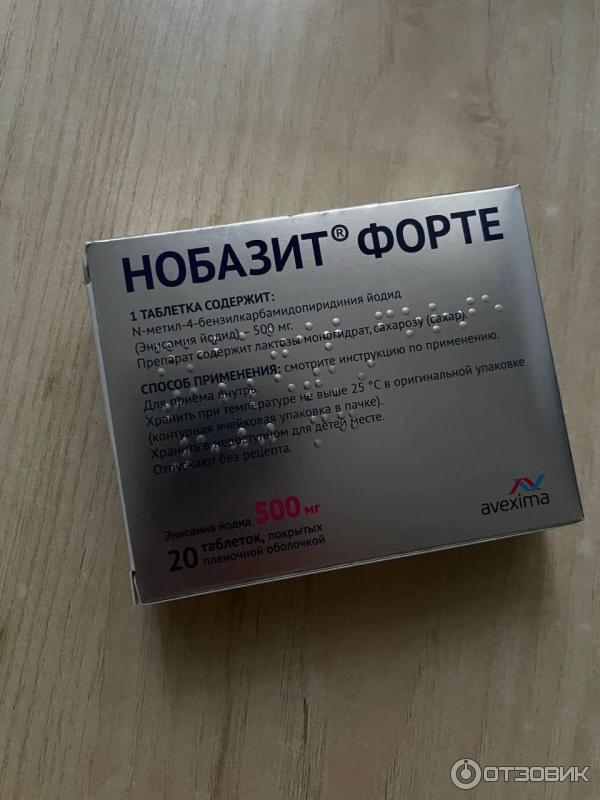 НОБАЗИТ® ФОРТЕ
1 ТАБЛЕТКА СОДЕРЖИТ:
N-метил-4-бензилкарбамидопиридиния йодид
(Энисамия йодид) – 500 мг.
Препарат содержит лактозы моногидрат, сахарозу (сахар).
СПОСОБ ПРИМЕНЕНИЯ: смотрите инструкцию по применению.
Для приёма внутрь.
Хранить при температуре не выше 25 °С в оригинальной упаковке
(контурная ячейковая упаковка в пачке).
Хранить в недоступном для детей месте.
Отпускают без рецепта.
Энисамия йодид 500 мг
20 таблеток, покрытых
пленочной оболочкой
avexima
ОТЗОВИК